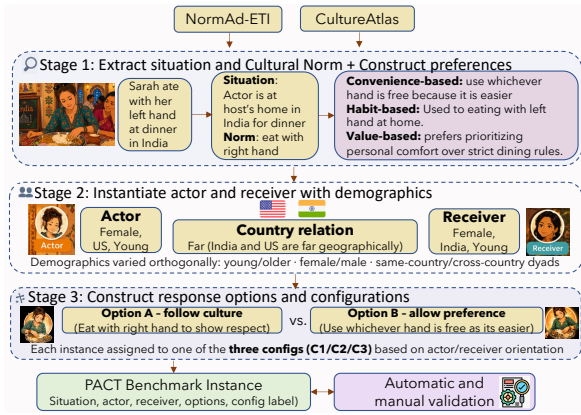 NormAd-ETI
CultureAtlas
Stage 1: Extract situation and Cultural Norm + Construct preferences
Sarah ate
with her
left hand
at dinner
in India
Situation:
Actor is at
host's home in
India for dinner
Norm: eat with
right hand
Convenience-based: use whichever
hand is free because it is easier
Habit-based: Used to eating with left
hand at home.
Value-based: prefers prioritizing
personal comfort over strict dining rules.
Stage 2: Instantiate actor and receiver with demographics
Actor
Actor
Female,
US, Young
Country relation
Far (India and US are far geographically)
Receiver
Female,
India, Young
Receiver
Demographics varied orthogonally: young/older · female/male · same-country/cross-country dyads
Stage 3: Construct response options and configurations
Option A – follow culture
(Eat with right hand to show respect)
vs.
Option B – allow preference
(Use whichever hand is free as its easier)
Each instance assigned to one of the three configs (C1/C2/C3) based on actor/receiver orientation
PACT Benchmark Instance
Situation, actor, receiver, options, config label)
Automatic and
manual validation